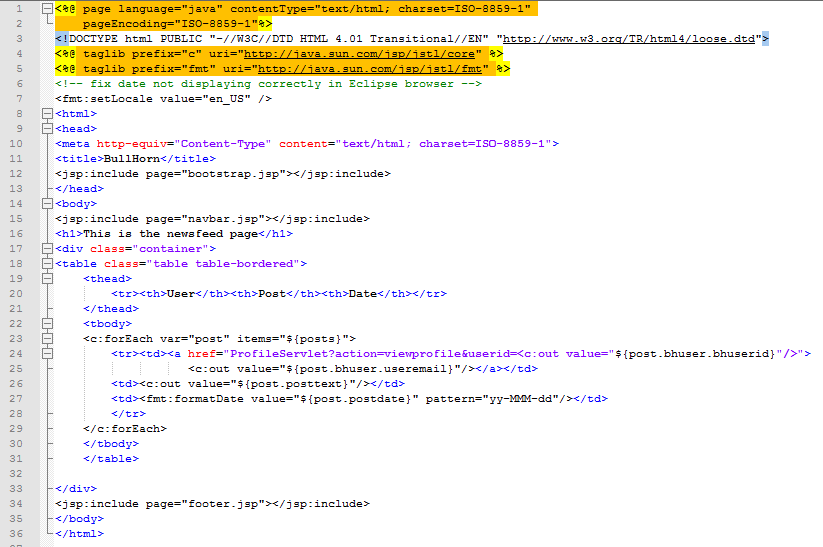 1 <%@ page language="java" contentType="text/html; charset=ISO-8859-1"
2     pageEncoding="ISO-8859-1"%>
3 <!DOCTYPE html PUBLIC "-//W3C//DTD HTML 4.01 Transitional//EN" "http://www.w3.org/TR/html4/loose.dtd">
4 <%@ taglib prefix="c" uri="http://java.sun.com/jsp/jstl/core" %>
5 <%@ taglib prefix="fmt" uri="http://java.sun.com/jsp/jstl/fmt" %>
6 <!-- fix date not displaying correctly in Eclipse browser -->
7 <fmt:setLocale value="en_US" />
8 <html>
9 <head>
10 <meta http-equiv="Content-Type" content="text/html; charset=ISO-8859-1">
11 <title>BullHorn</title>
12 <jsp:include page="bootstrap.jsp"></jsp:include>
13 </head>
14 <body>
15 <jsp:include page="navbar.jsp"></jsp:include>
16 <h1>This is the newsfeed page</h1>
17 <div class="container">
18 <table class="table table-bordered">
19     <thead>
20         <tr><th>User</th><th>Post</th><th>Date</th></tr>
21     </thead>
22     <tbody>
23     <c:forEach var="post" items="${posts}">
24         <tr><td><a href="ProfileServlet?action=viewprofile&userid=<c:out value="${post.bhuser.bhuserid}"/>">
25                    <c:out value="${post.bhuser.useremail}"/></a></td>
26         <td><c:out value="${post.posttext}"/></td>
27         <td><fmt:formatDate value="${post.postdate}" pattern="yy-MMM-dd"/></td>
28         </tr>
29     </c:forEach>
30     </tbody>
31     </table>
32
33 </div>
34 <jsp:include page="footer.jsp"></jsp:include>
35 </body>
36 </html>